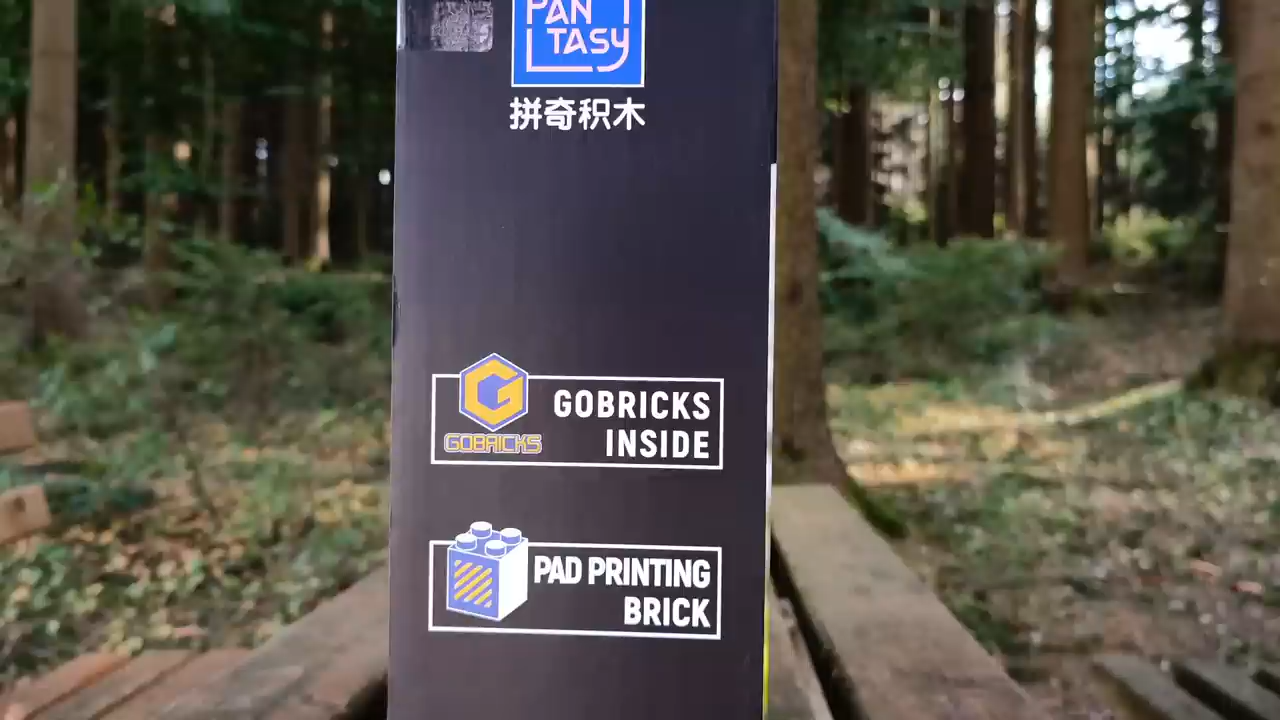 PAN T
TASY
拼奇积木
GOBRICKS
GOBRICKS
INSIDE
PAD PRINTING
BRICK